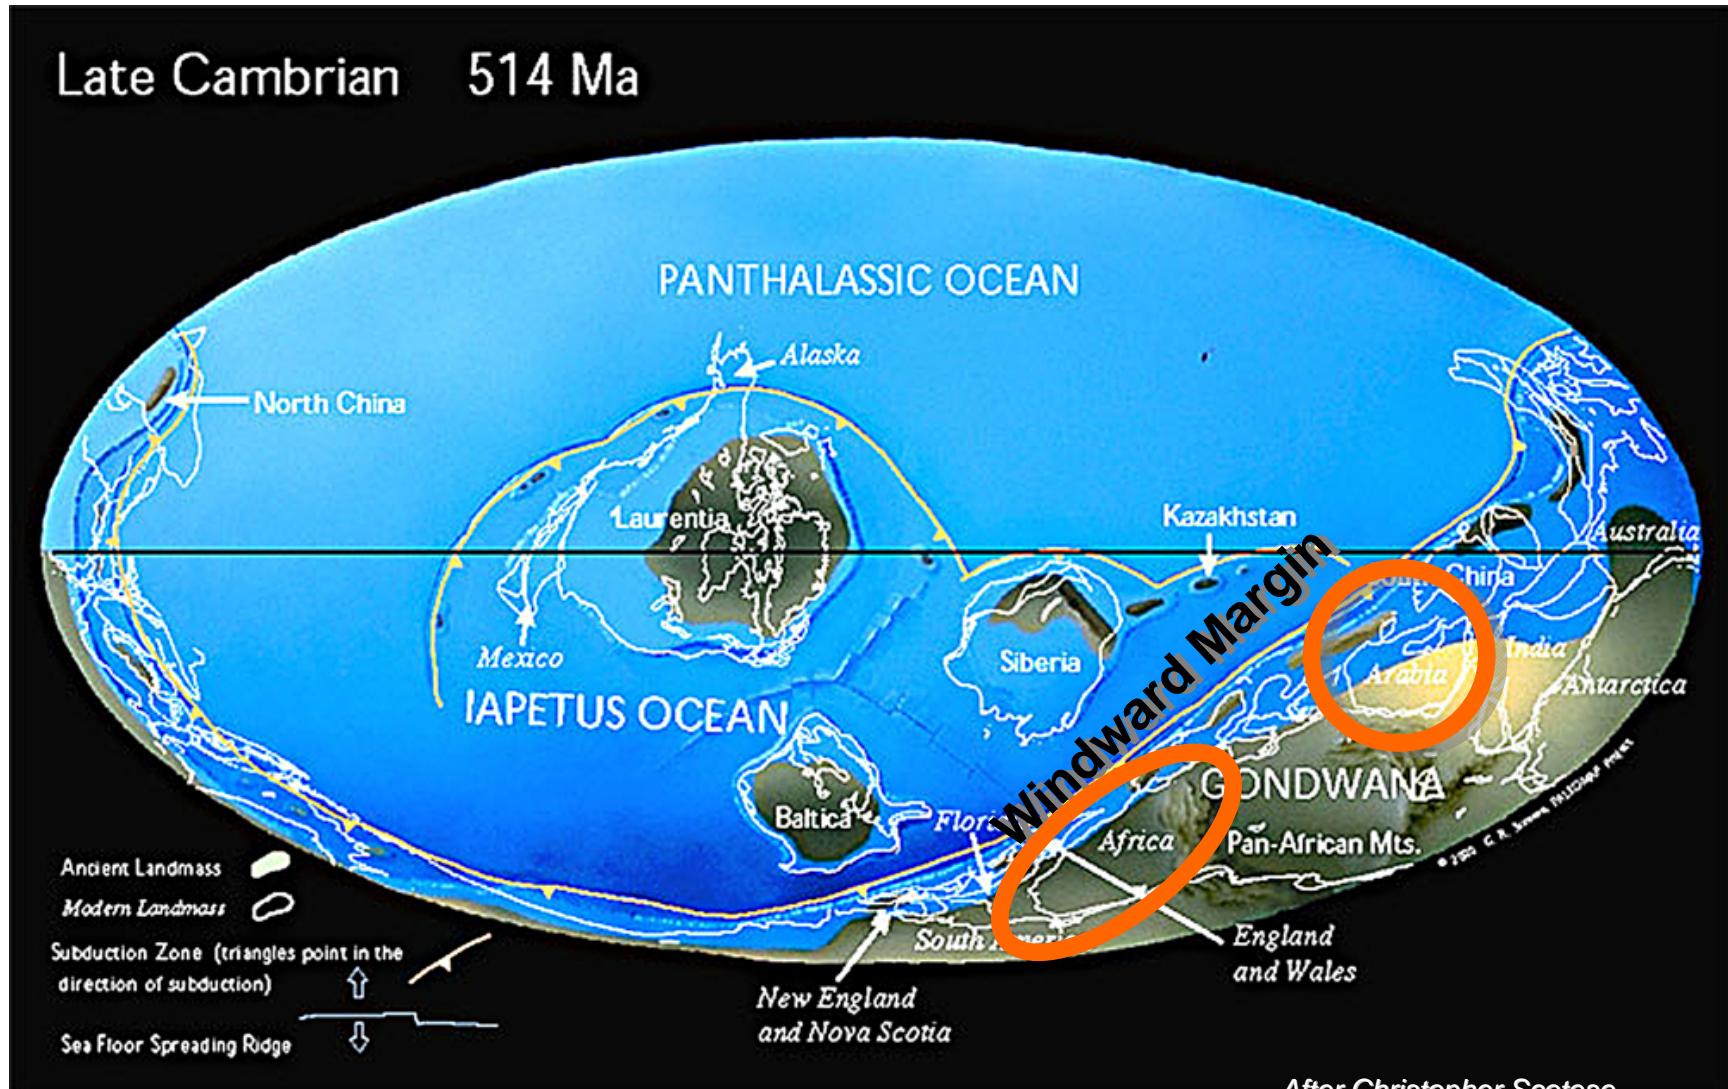 Late Cambrian 514 Ma
PANTHALASSIC OCEAN
Alaska
North China
Laurentia
Kazakhstan
Australia
China
Windward Margin
Mexico
Siberia
Arabia
India
Antarctica
IAPETUS OCEAN
GONDWANA
Baltica
Africa
Pan-African Mts.
South
England
and Wales
New England
and Nova Scotia
Ancient Landmass
Modern Landmass
Subduction Zone (triangles point in the
direction of subduction)
Sea Floor Spreading Ridge
After Christopher Scotese